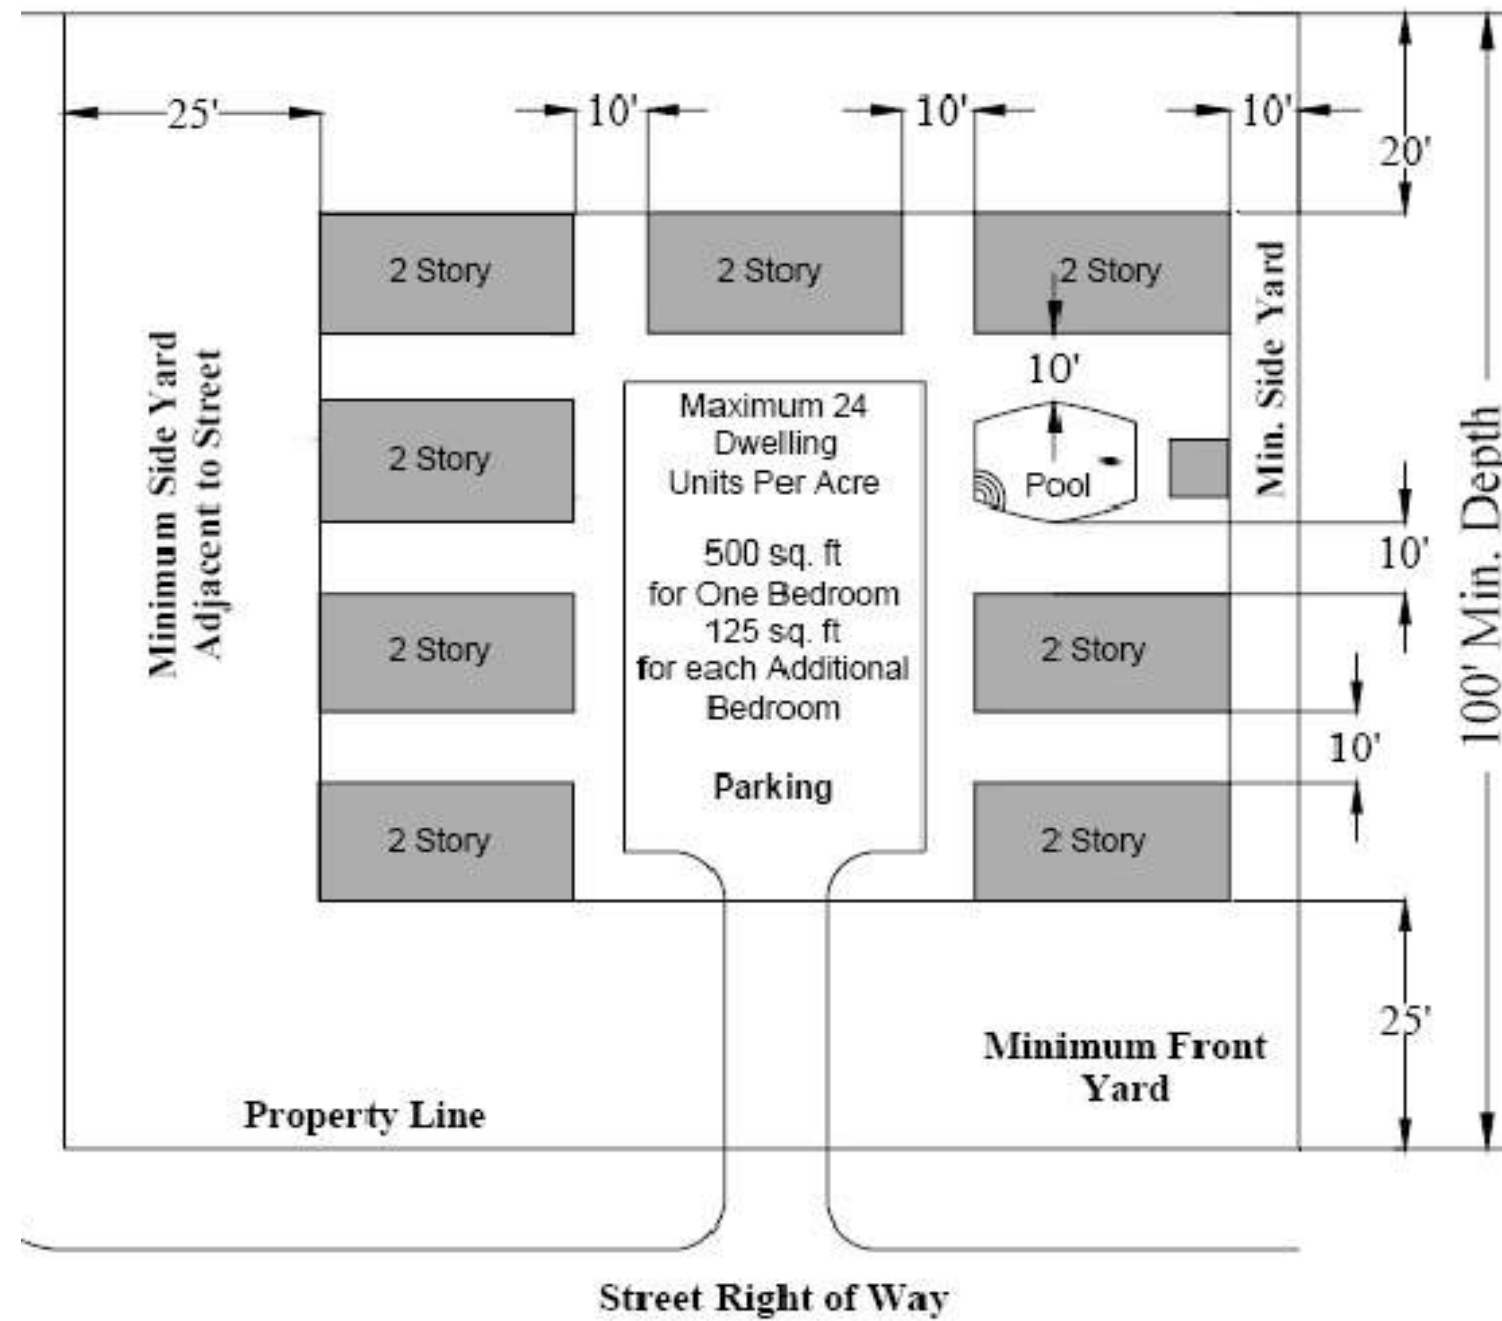 25'
10'
10'
10'
20'
2 Story
2 Story
2 Story
Minimum Side Yard
Adjacent to Street
Min. Side Yard
10'
Maximum 24
Dwelling
Units Per Acre
2 Story
Pool
100' Min. Depth
500 sq. ft
for One Bedroom
125 sq. ft
for each Additional
Bedroom
10'
2 Story
2 Story
10'
Parking
2 Story
2 Story
25'
Minimum Front
Yard
Property Line
Street Right of Way